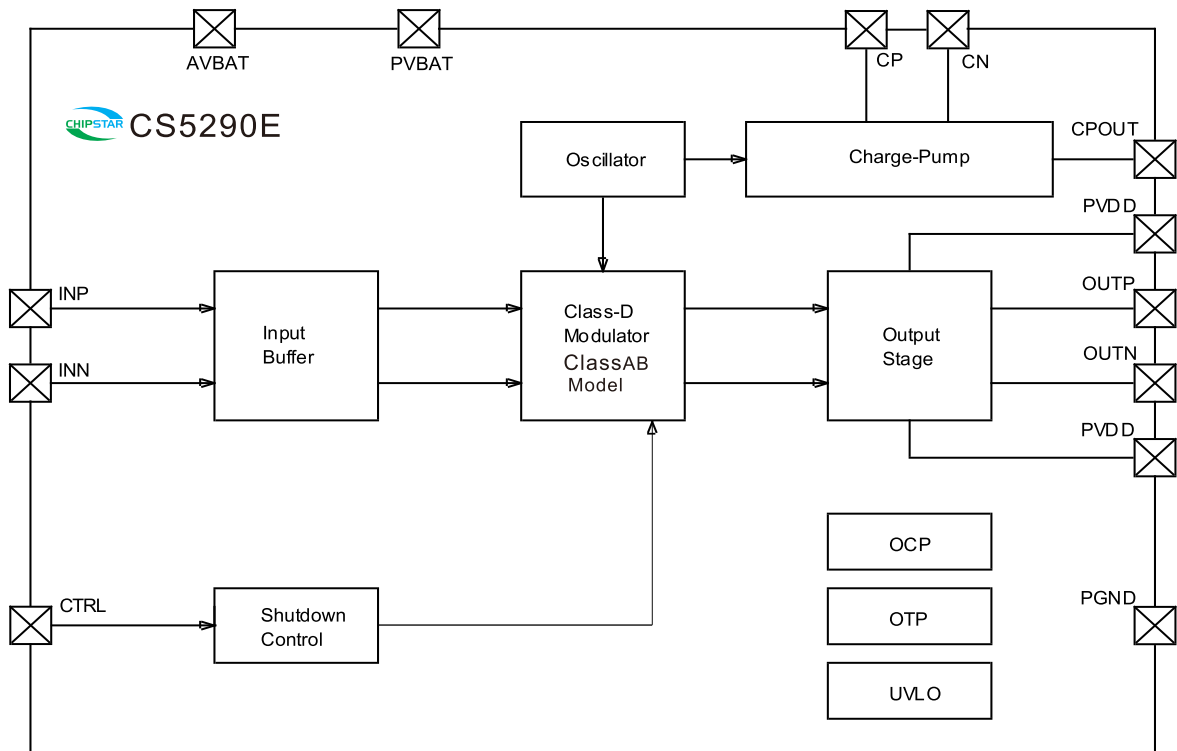 AVBAT
PVBAT
CP
CN
CHIPSTAR CS5290E
CPOUT
Oscillator
Charge-Pump
PVDD
INP
OUTP
Input
Buffer
Class-D
Modulator
ClassAB
Model
Output
Stage
INN
OUTN
PVDD
OCP
CTRL
Shutdown
Control
OTP
PGND
UVLO